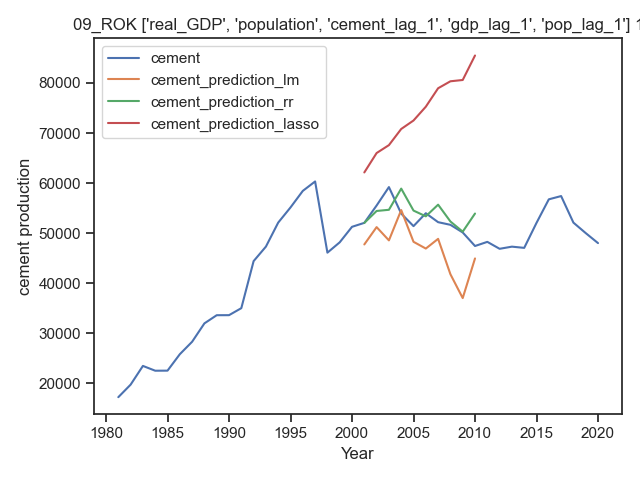 09_ROK ['real_GDP', 'population', 'cement_lag_1', 'gdp_lag_1', 'pop_lag_1'] 1
cement
cement_prediction_lm
cement_prediction_rr
cement_prediction_lasso
80000
70000
60000
50000
40000
30000
20000
cement production
1980 1985 1990 1995 2000 2005 2010 2015 2020
Year